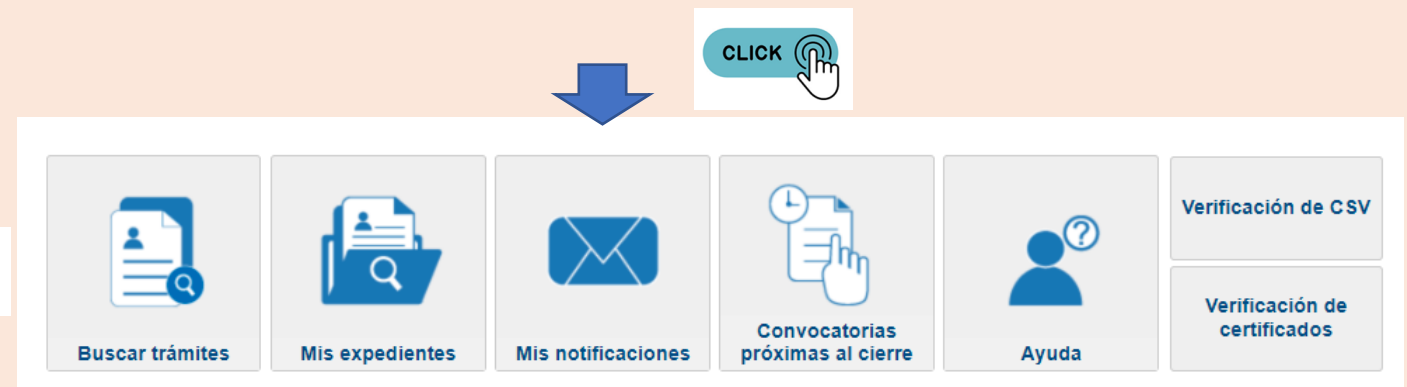 CLICK
Buscar trámites
Mis expedientes
Mis notificaciones
Convocatorias
próximas al cierre
Ayuda
Verificación de CSV
Verificación de
certificados